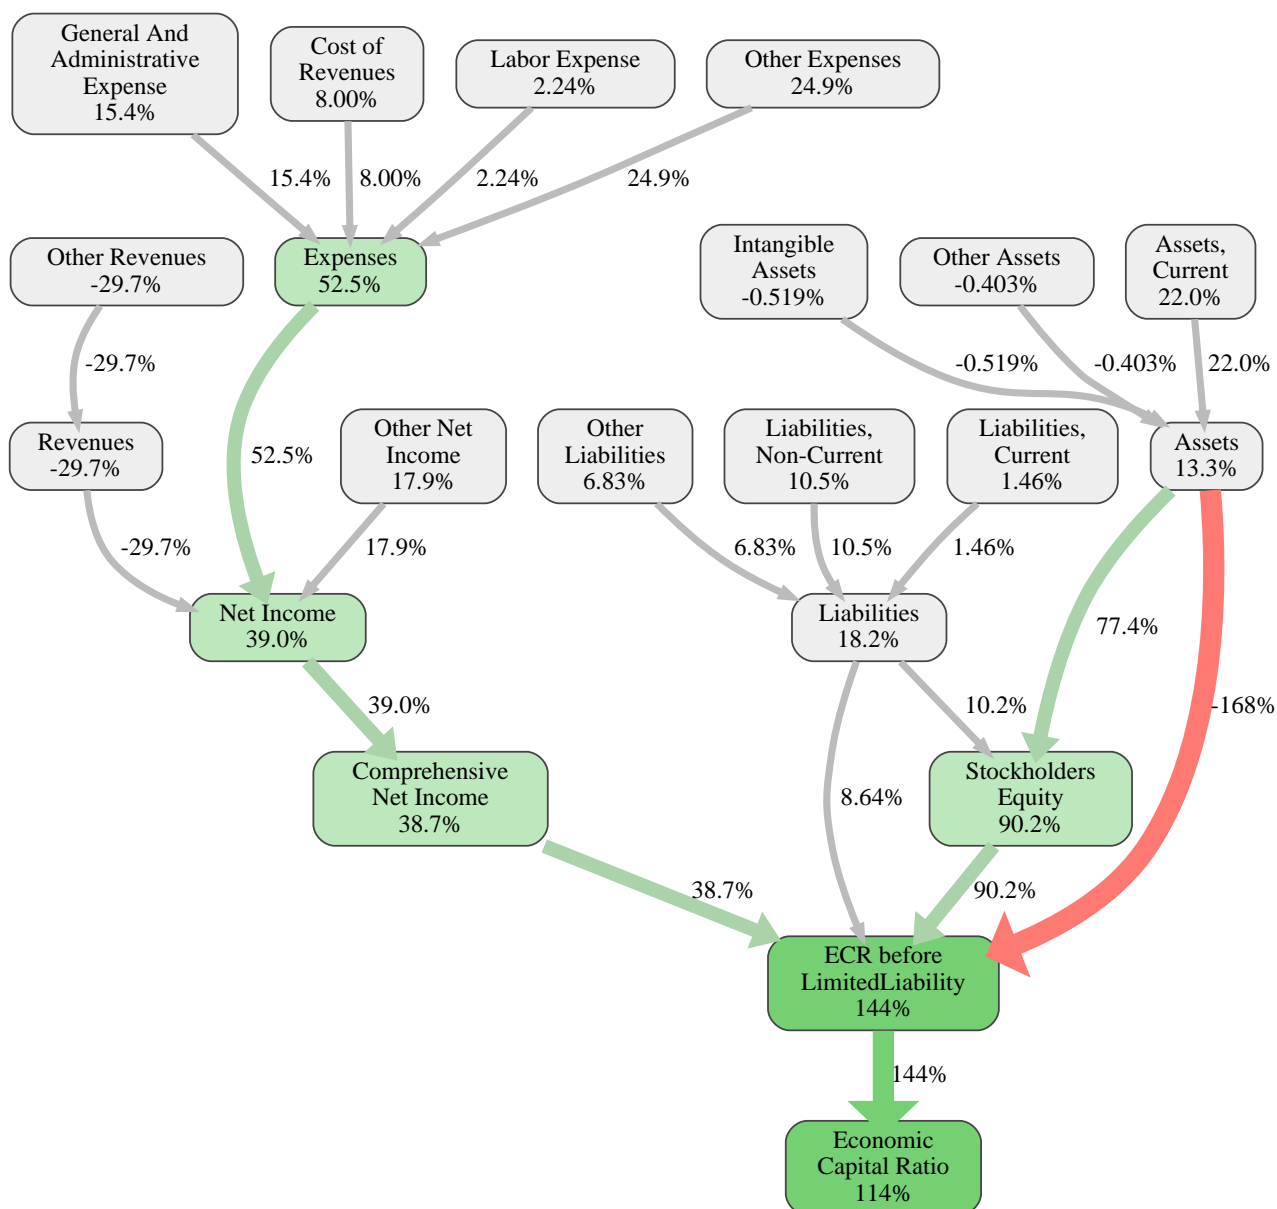 General And
Administrative
Expense
15.4%
Cost of
Revenues
8.00%
Labor Expense
2.24%
Other Expenses
24.9%
15.4%
8.00%
2.24%
24.9%
Other Revenues
-29.7%
Expenses
52.5%
Intangible
Assets
-0.519%
Other Assets
-0.403%
Assets,
Current
22.0%
-29.7%
-0.519%
-0.403%
22.0%
Revenues
-29.7%
52.5%
Other Net
Income
17.9%
Other
Liabilities
6.83%
Liabilities,
Non-Current
10.5%
Liabilities,
Current
1.46%
Assets
13.3%
-29.7%
17.9%
6.83%
10.5%
1.46%
Net Income
39.0%
Liabilities
18.2%
77.4%
39.0%
10.2%
-168%
Comprehensive
Net Income
38.7%
8.64%
Stockholders
Equity
90.2%
38.7%
90.2%
ECR before
LimitedLiability
144%
144%
Economic
Capital Ratio
114%